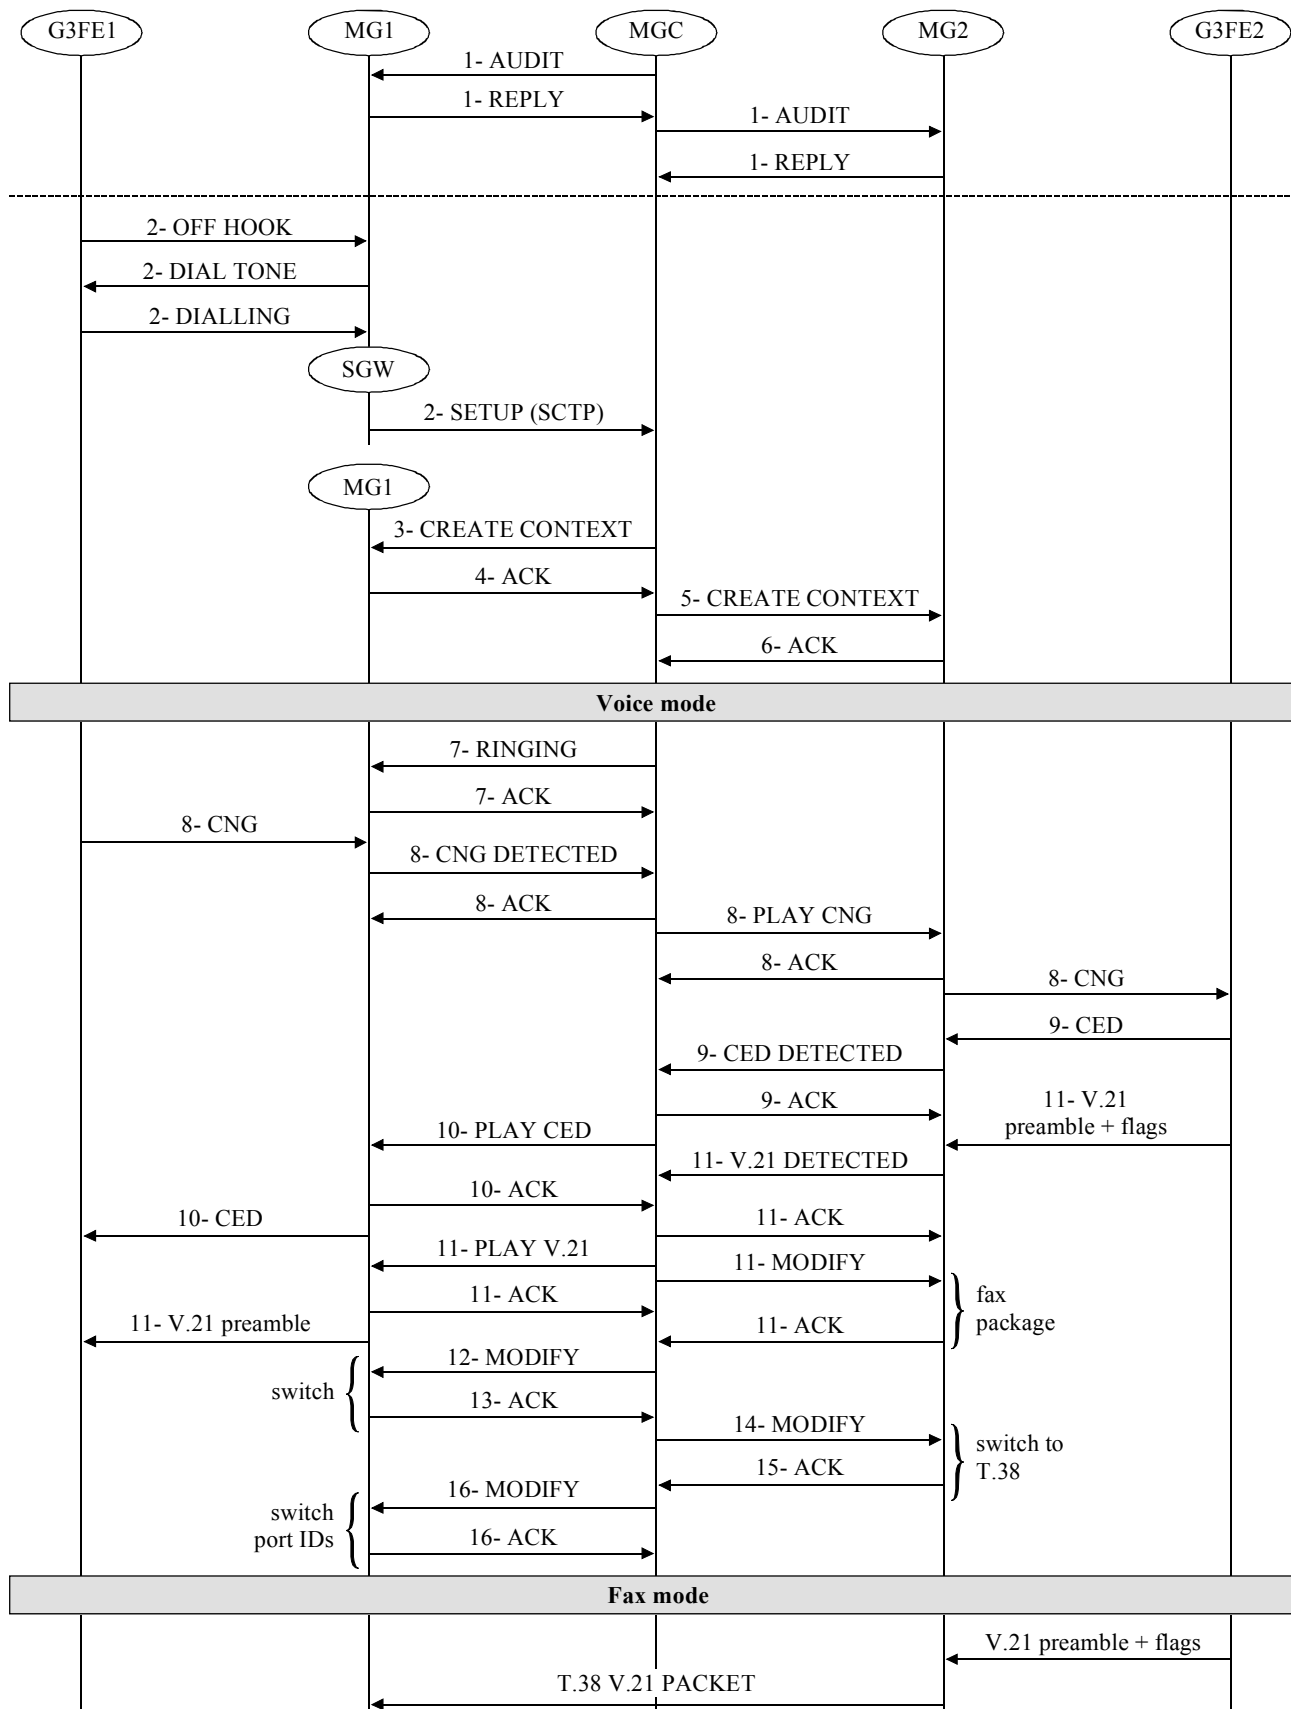 G3FE1
MG1
MGC
MG2
G3FE2
1- AUDIT
1- REPLY
1- AUDIT
1- REPLY
2- OFF HOOK
2- DIAL TONE
2- DIALLING
SGW
2- SETUP (SCTP)
MG1
3- CREATE CONTEXT
4- ACK
5- CREATE CONTEXT
6- ACK
Voice mode
7- RINGING
7- ACK
8- CNG
8- CNG DETECTED
8- ACK
8- PLAY CNG
8- ACK
8- CNG
9- CED
9- CED DETECTED
9- ACK
11- V.21
preamble + flags
10- PLAY CED
11- V.21 DETECTED
10- ACK
10- CED
11- ACK
11- PLAY V.21
11- MODIFY
11- ACK
fax
package
11- V.21 preamble
11- ACK
12- MODIFY
switch
13- ACK
14- MODIFY
switch to
T.38
15- ACK
16- MODIFY
switch
port IDs
16- ACK
Fax mode
V.21 preamble + flags
T.38 V.21 PACKET